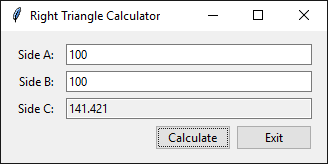 Right Triangle Calculator
Side A: 100
Side B: 100
Side C: 141.421
Calculate Exit